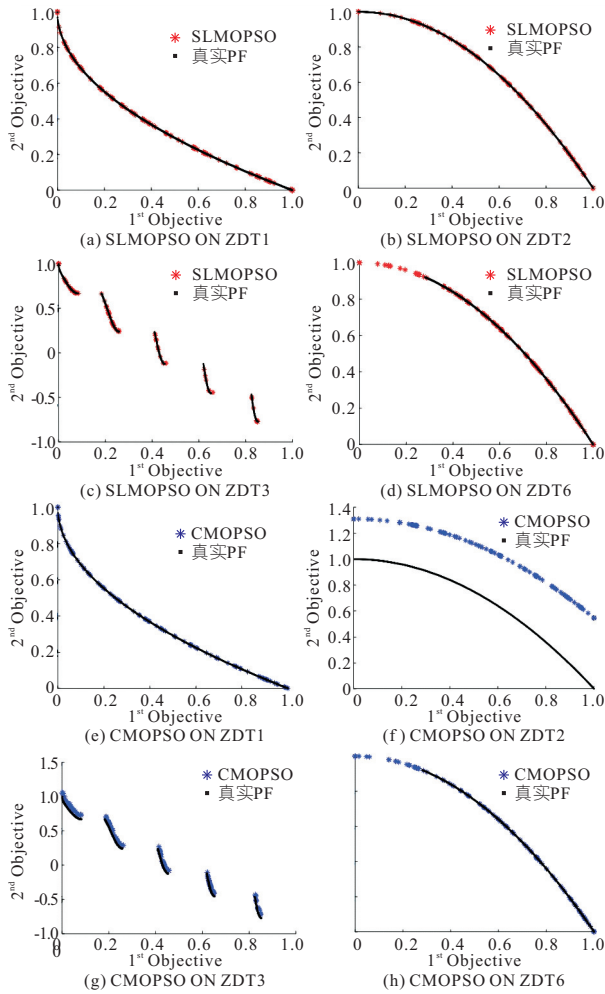 1.0
0.8
0.6
0.4
0.2
0
2nd Objective
SLMOPSO
真实PF
0 0.2 0.4 0.6 0.8 1.0
1st Objective
(a) SLMOPSO ON ZDT1
1.0
0.8
0.6
0.4
0.2
0
2nd Objective
SLMOPSO
真实PF
0 0.2 0.4 0.6 0.8 1.0
1st Objective
(b) SLMOPSO ON ZDT2
1.0
0.5
0
-0.5
-1.0
2nd Objective
SLMOPSO
真实PF
0 0.2 0.4 0.6 0.8 1.0
1st Objective
(c) SLMOPSO ON ZDT3
1.0
0.8
0.6
0.4
0.2
0
2nd Objective
SLMOPSO
真实PF
0 0.2 0.4 0.6 0.8 1.0
1st Objective
(d) SLMOPSO ON ZDT6
1.0
0.8
0.6
0.4
0.2
0
2nd Objective
CMOPSO
真实PF
0 0.2 0.4 0.6 0.8 1.0
1st Objective
(e) CMOPSO ON ZDT1
1.4
1.2
1.0
0.8
0.6
0.4
0.2
0
2nd Objective
CMOPSO
真实PF
0 0.2 0.4 0.6 0.8 1.0
1st Objective
(f) CMOPSO ON ZDT2
1.5
1.0
0.5
0
-0.5
-1.0
2nd Objective
CMOPSO
真实PF
0 0.2 0.4 0.6 0.8 1.0
0
1st Objective
(g) CMOPSO ON ZDT3
CMOPSO
真实PF
0 0.2 0.4 0.6 0.8 1.0
1st Objective
(h) CMOPSO ON ZDT6